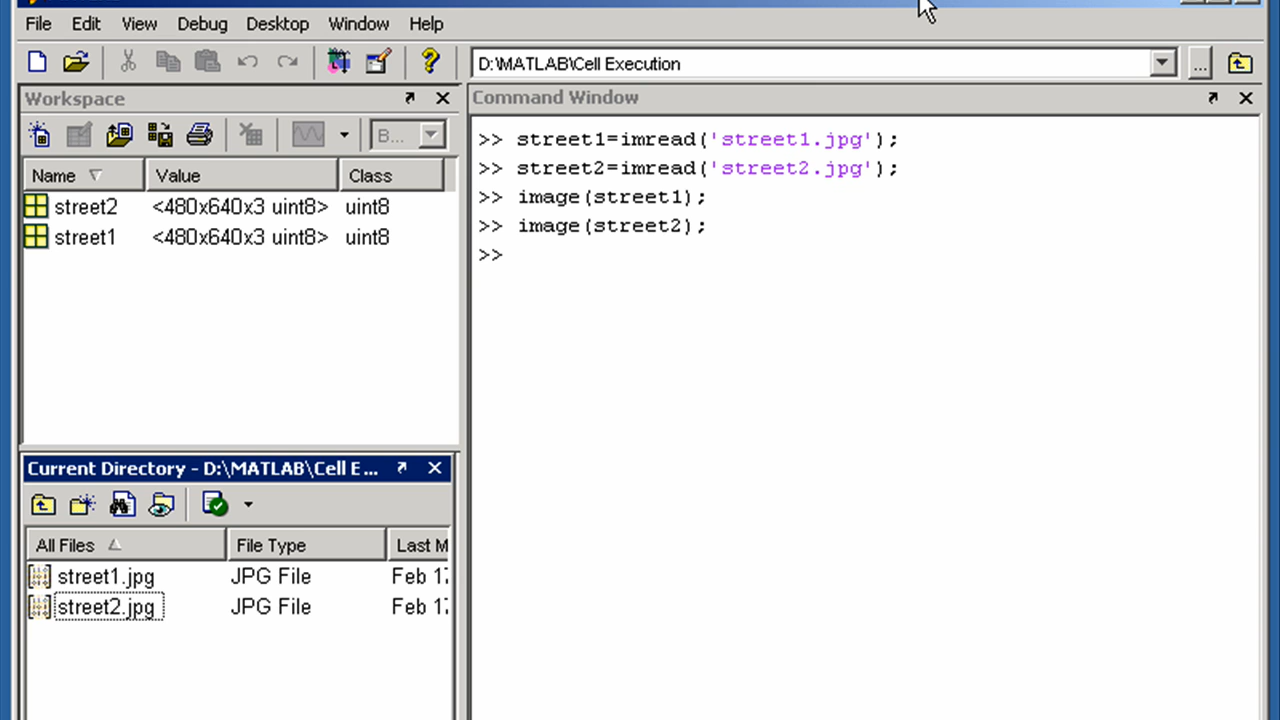 File Edit View Debug Desktop Window Help
D:\MATLAB\Cell Execution
Workspace
B...
Name Value Class
street2 <480x640x3 uint8> uint8
street1 <480x640x3 uint8> uint8
Command Window
>> street1=imread('street1.jpg');
>> street2=imread('street2.jpg');
>> image(street1);
>> image(street2);
>>
Current Directory - D:\MATLAB\Cell E...
All Files File Type Last M
street1.jpg JPG File Feb 17
street2.jpg JPG File Feb 17